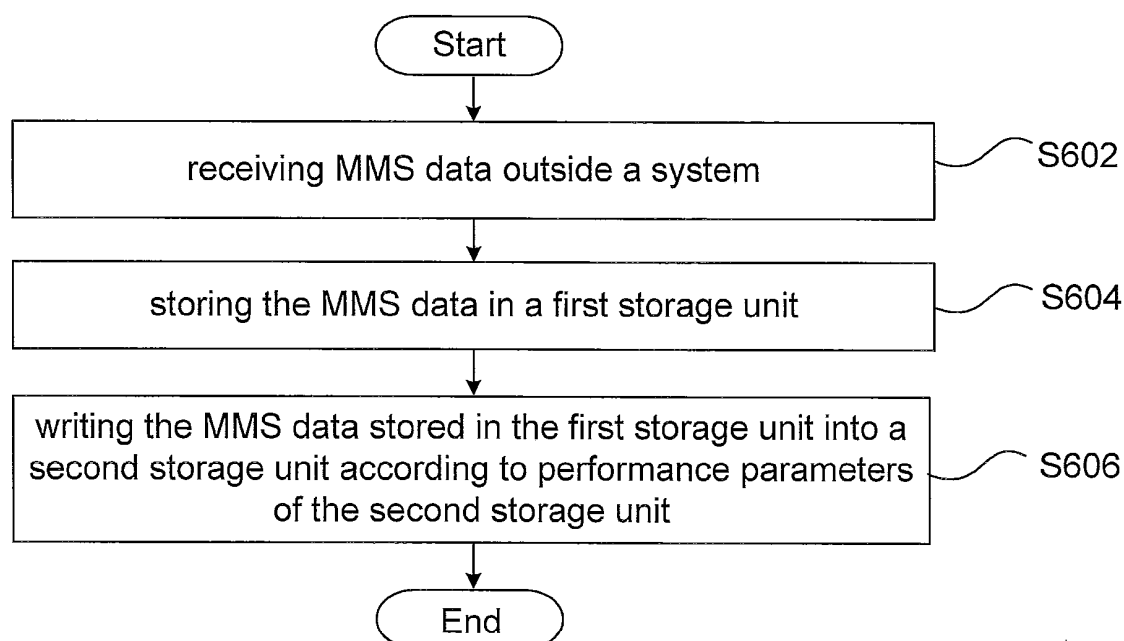 Start
receiving MMS data outside a system
S602
storing the MMS data in a first storage unit
S604
writing the MMS data stored in the first storage unit into a
second storage unit according to performance parameters
of the second storage unit
S606
End